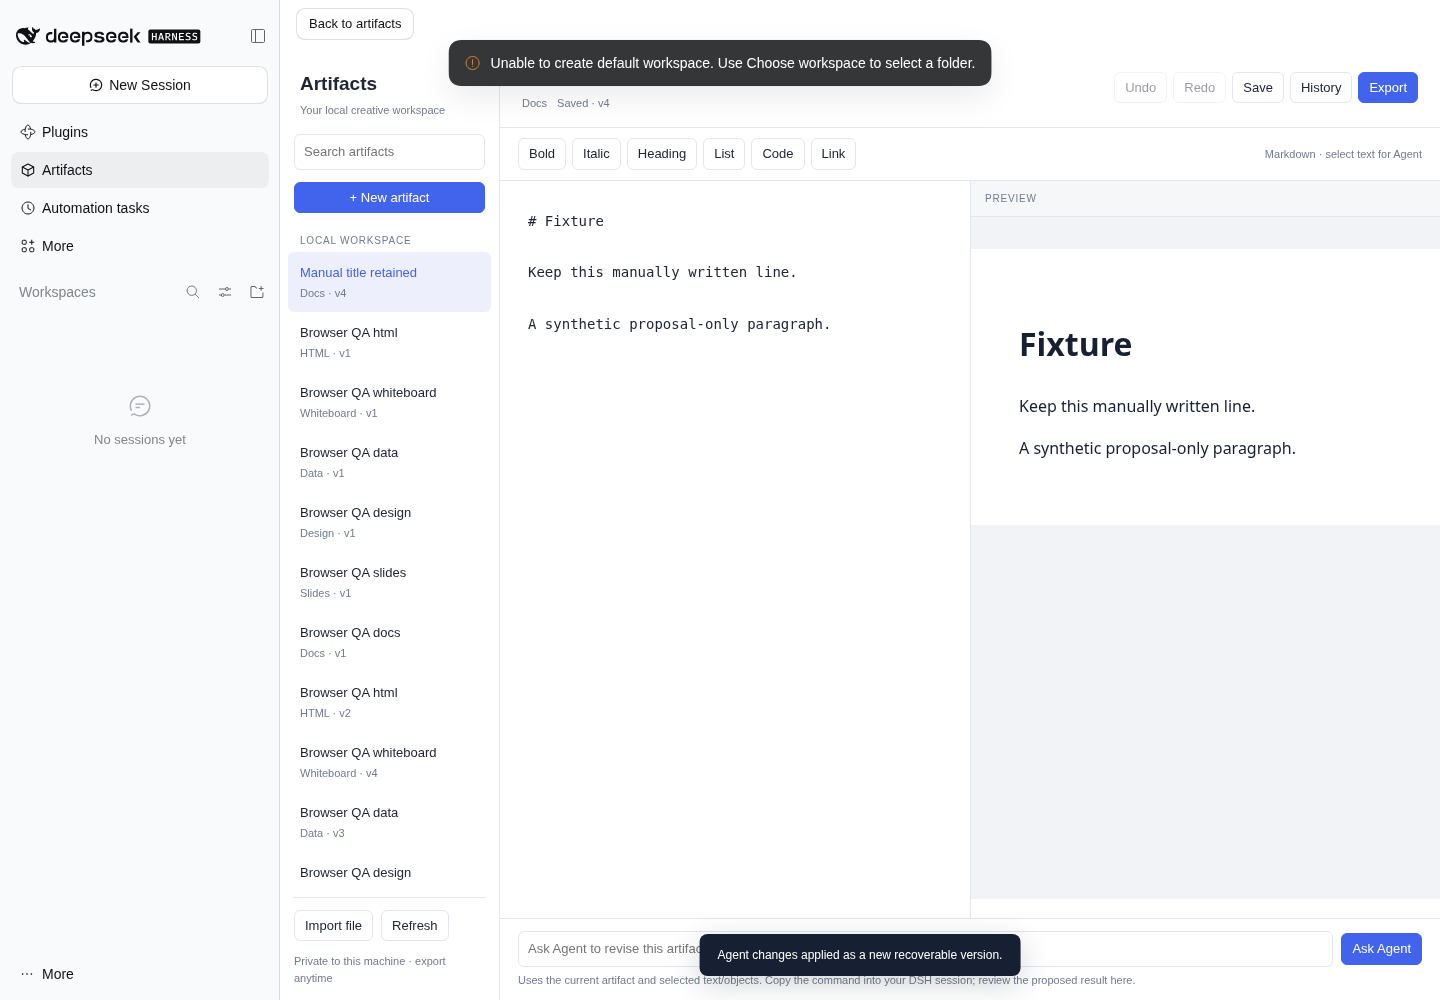 deepseek HARNESS
New Session
Plugins
Artifacts
Automation tasks
More
Workspaces
No sessions yet
More
Back to artifacts
Unable to create default workspace. Use Choose workspace to select a folder.
Artifacts
Your local creative workspace
Search artifacts
+ New artifact
LOCAL WORKSPACE
Manual title retained
Docs · v4
Browser QA html
HTML · v1
Browser QA whiteboard
Whiteboard · v1
Browser QA data
Data · v1
Browser QA design
Design · v1
Browser QA slides
Slides · v1
Browser QA docs
Docs · v1
Browser QA html
HTML · v2
Browser QA whiteboard
Whiteboard · v4
Browser QA data
Data · v3
Browser QA design
Import file Refresh
Private to this machine · export
anytime
Docs Saved · v4
Undo Redo Save History Export
Bold Italic Heading List Code Link
Markdown · select text for Agent
# Fixture
Keep this manually written line.
A synthetic proposal-only paragraph.
PREVIEW
Fixture
Keep this manually written line.
A synthetic proposal-only paragraph.
Ask Agent to revise this
Agent changes applied as a new recoverable version.
Ask Agent
Uses the current artifact and selected text/objects. Copy the command into your DSH session; review the proposed result here.